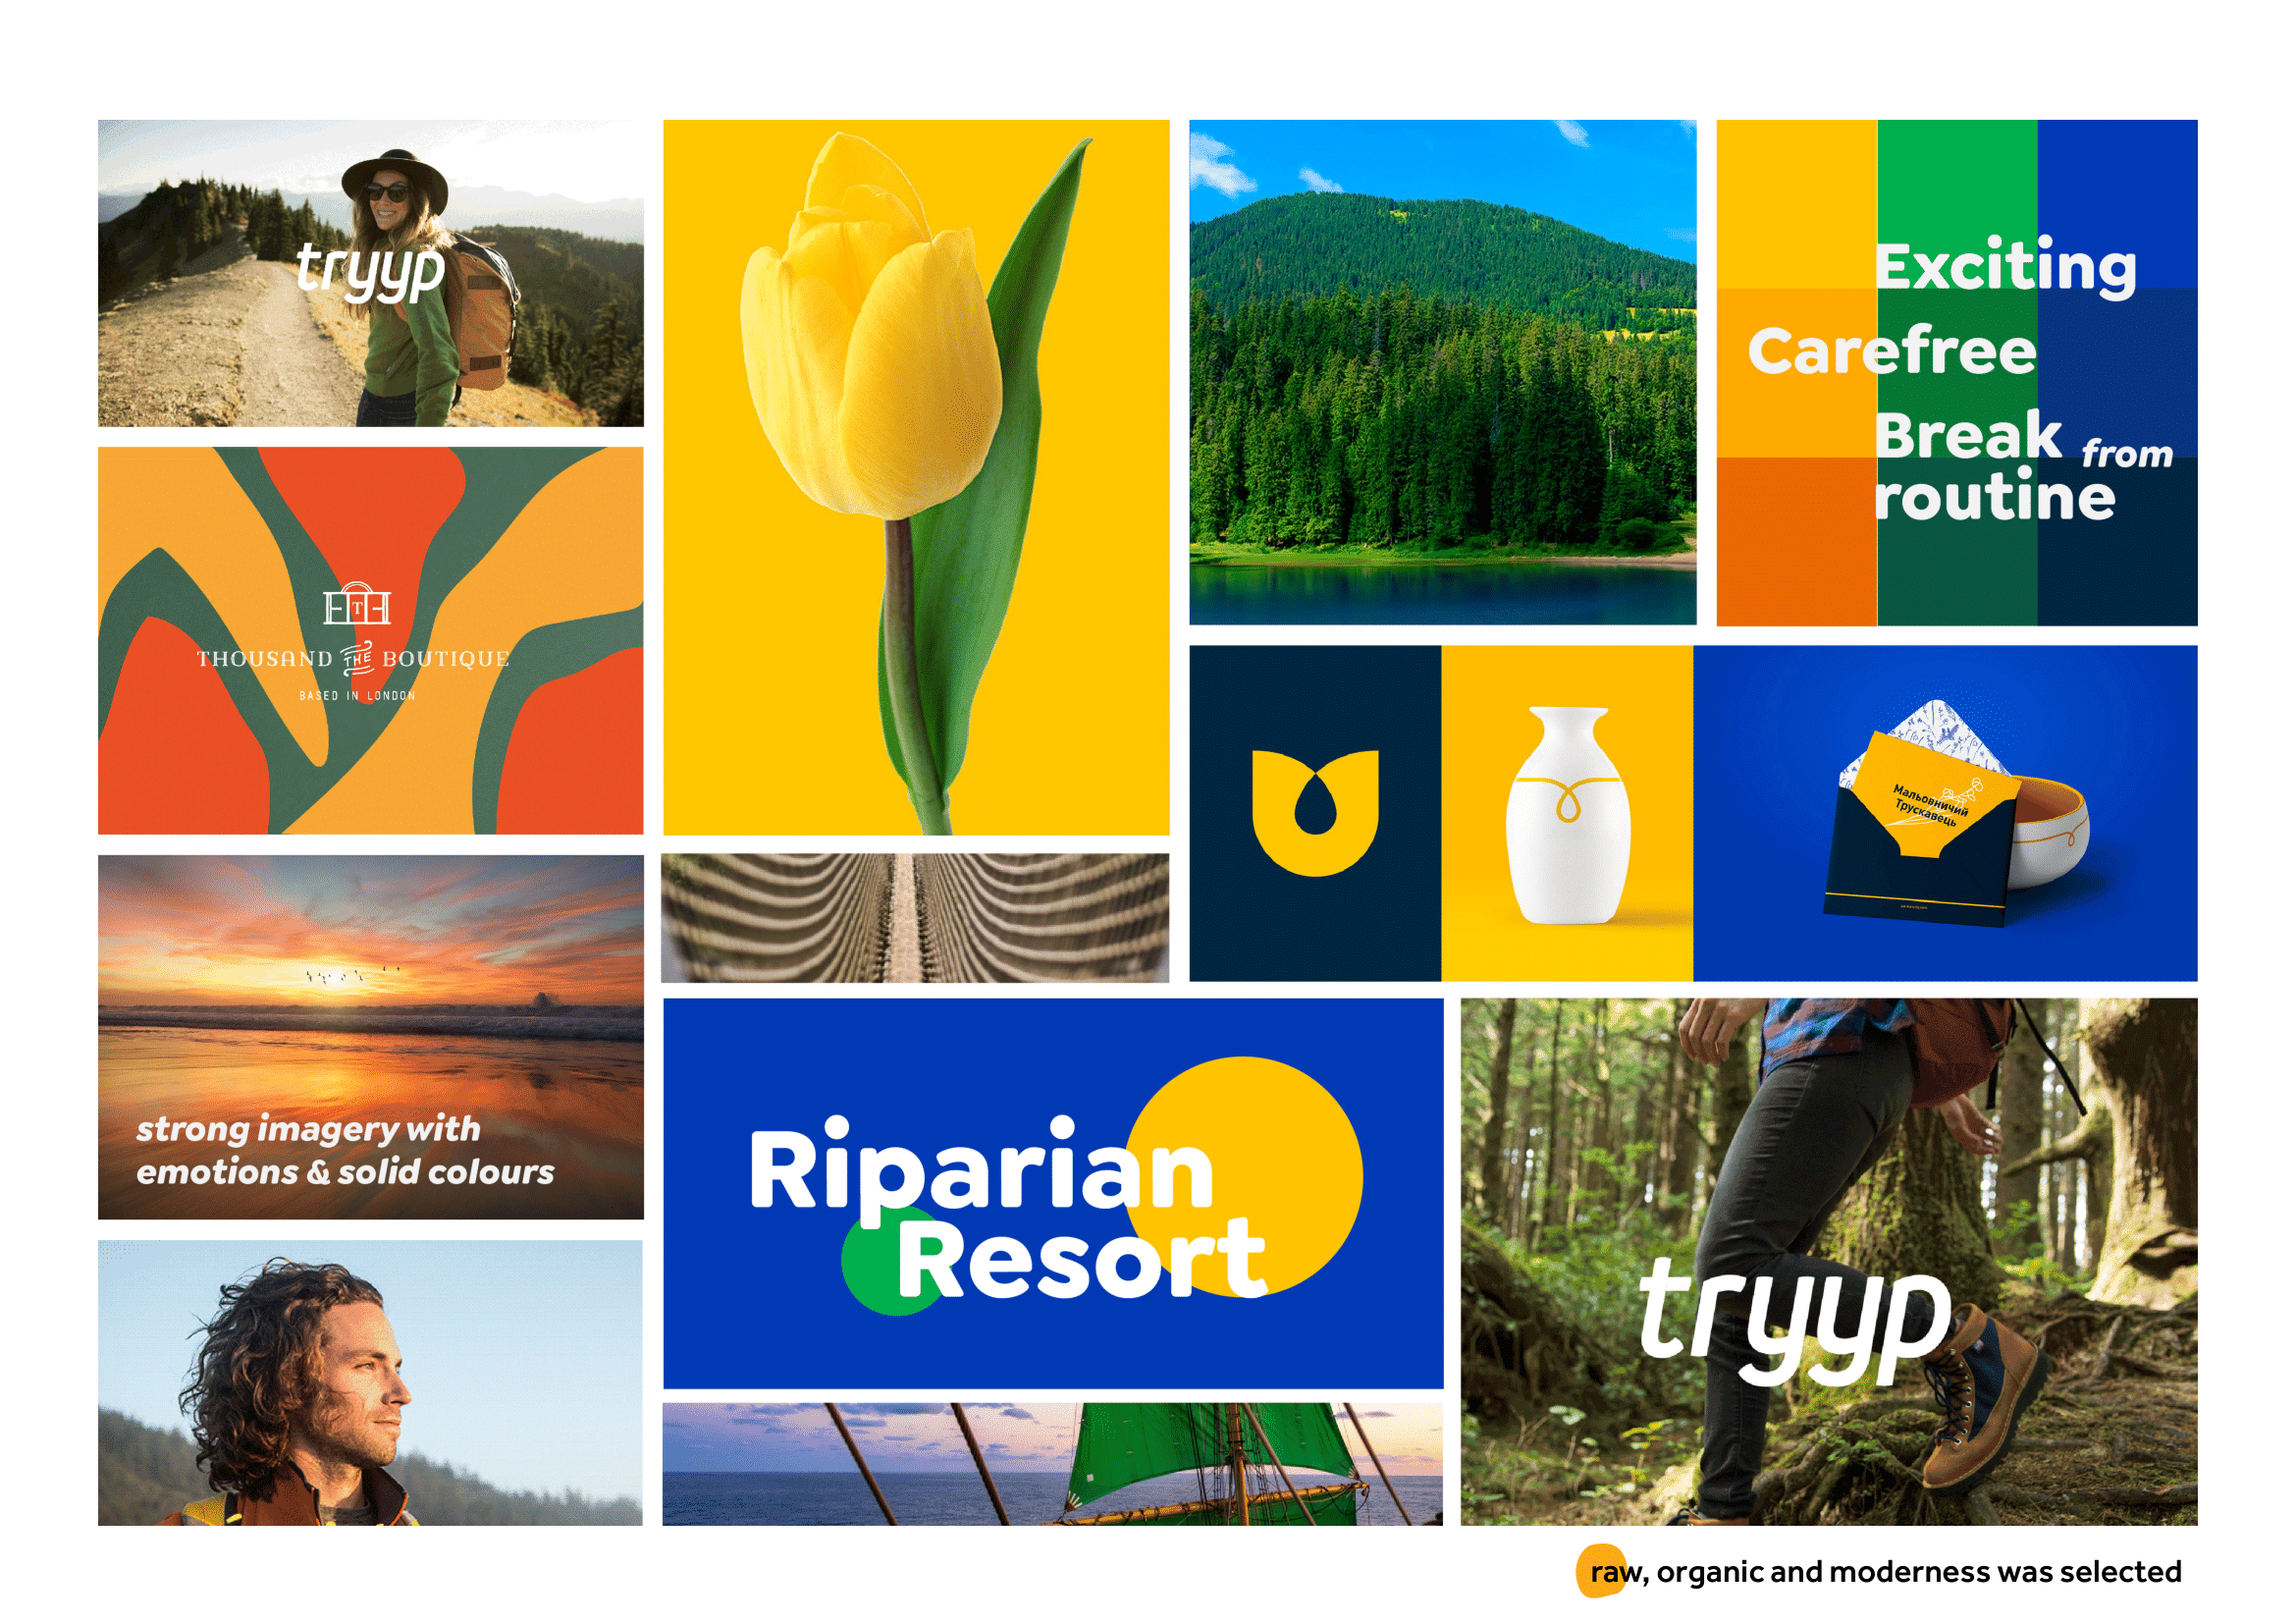 tryyp
Exciting
Carefree
Break from
routine
T
THOUSAND THE BOUTIQUE
BASED IN LONDON
Мальовничий
Трускавець
strong imagery with
emotions & solid colours
Riparian
Resort
tryyp
raw, organic and moderness was selected